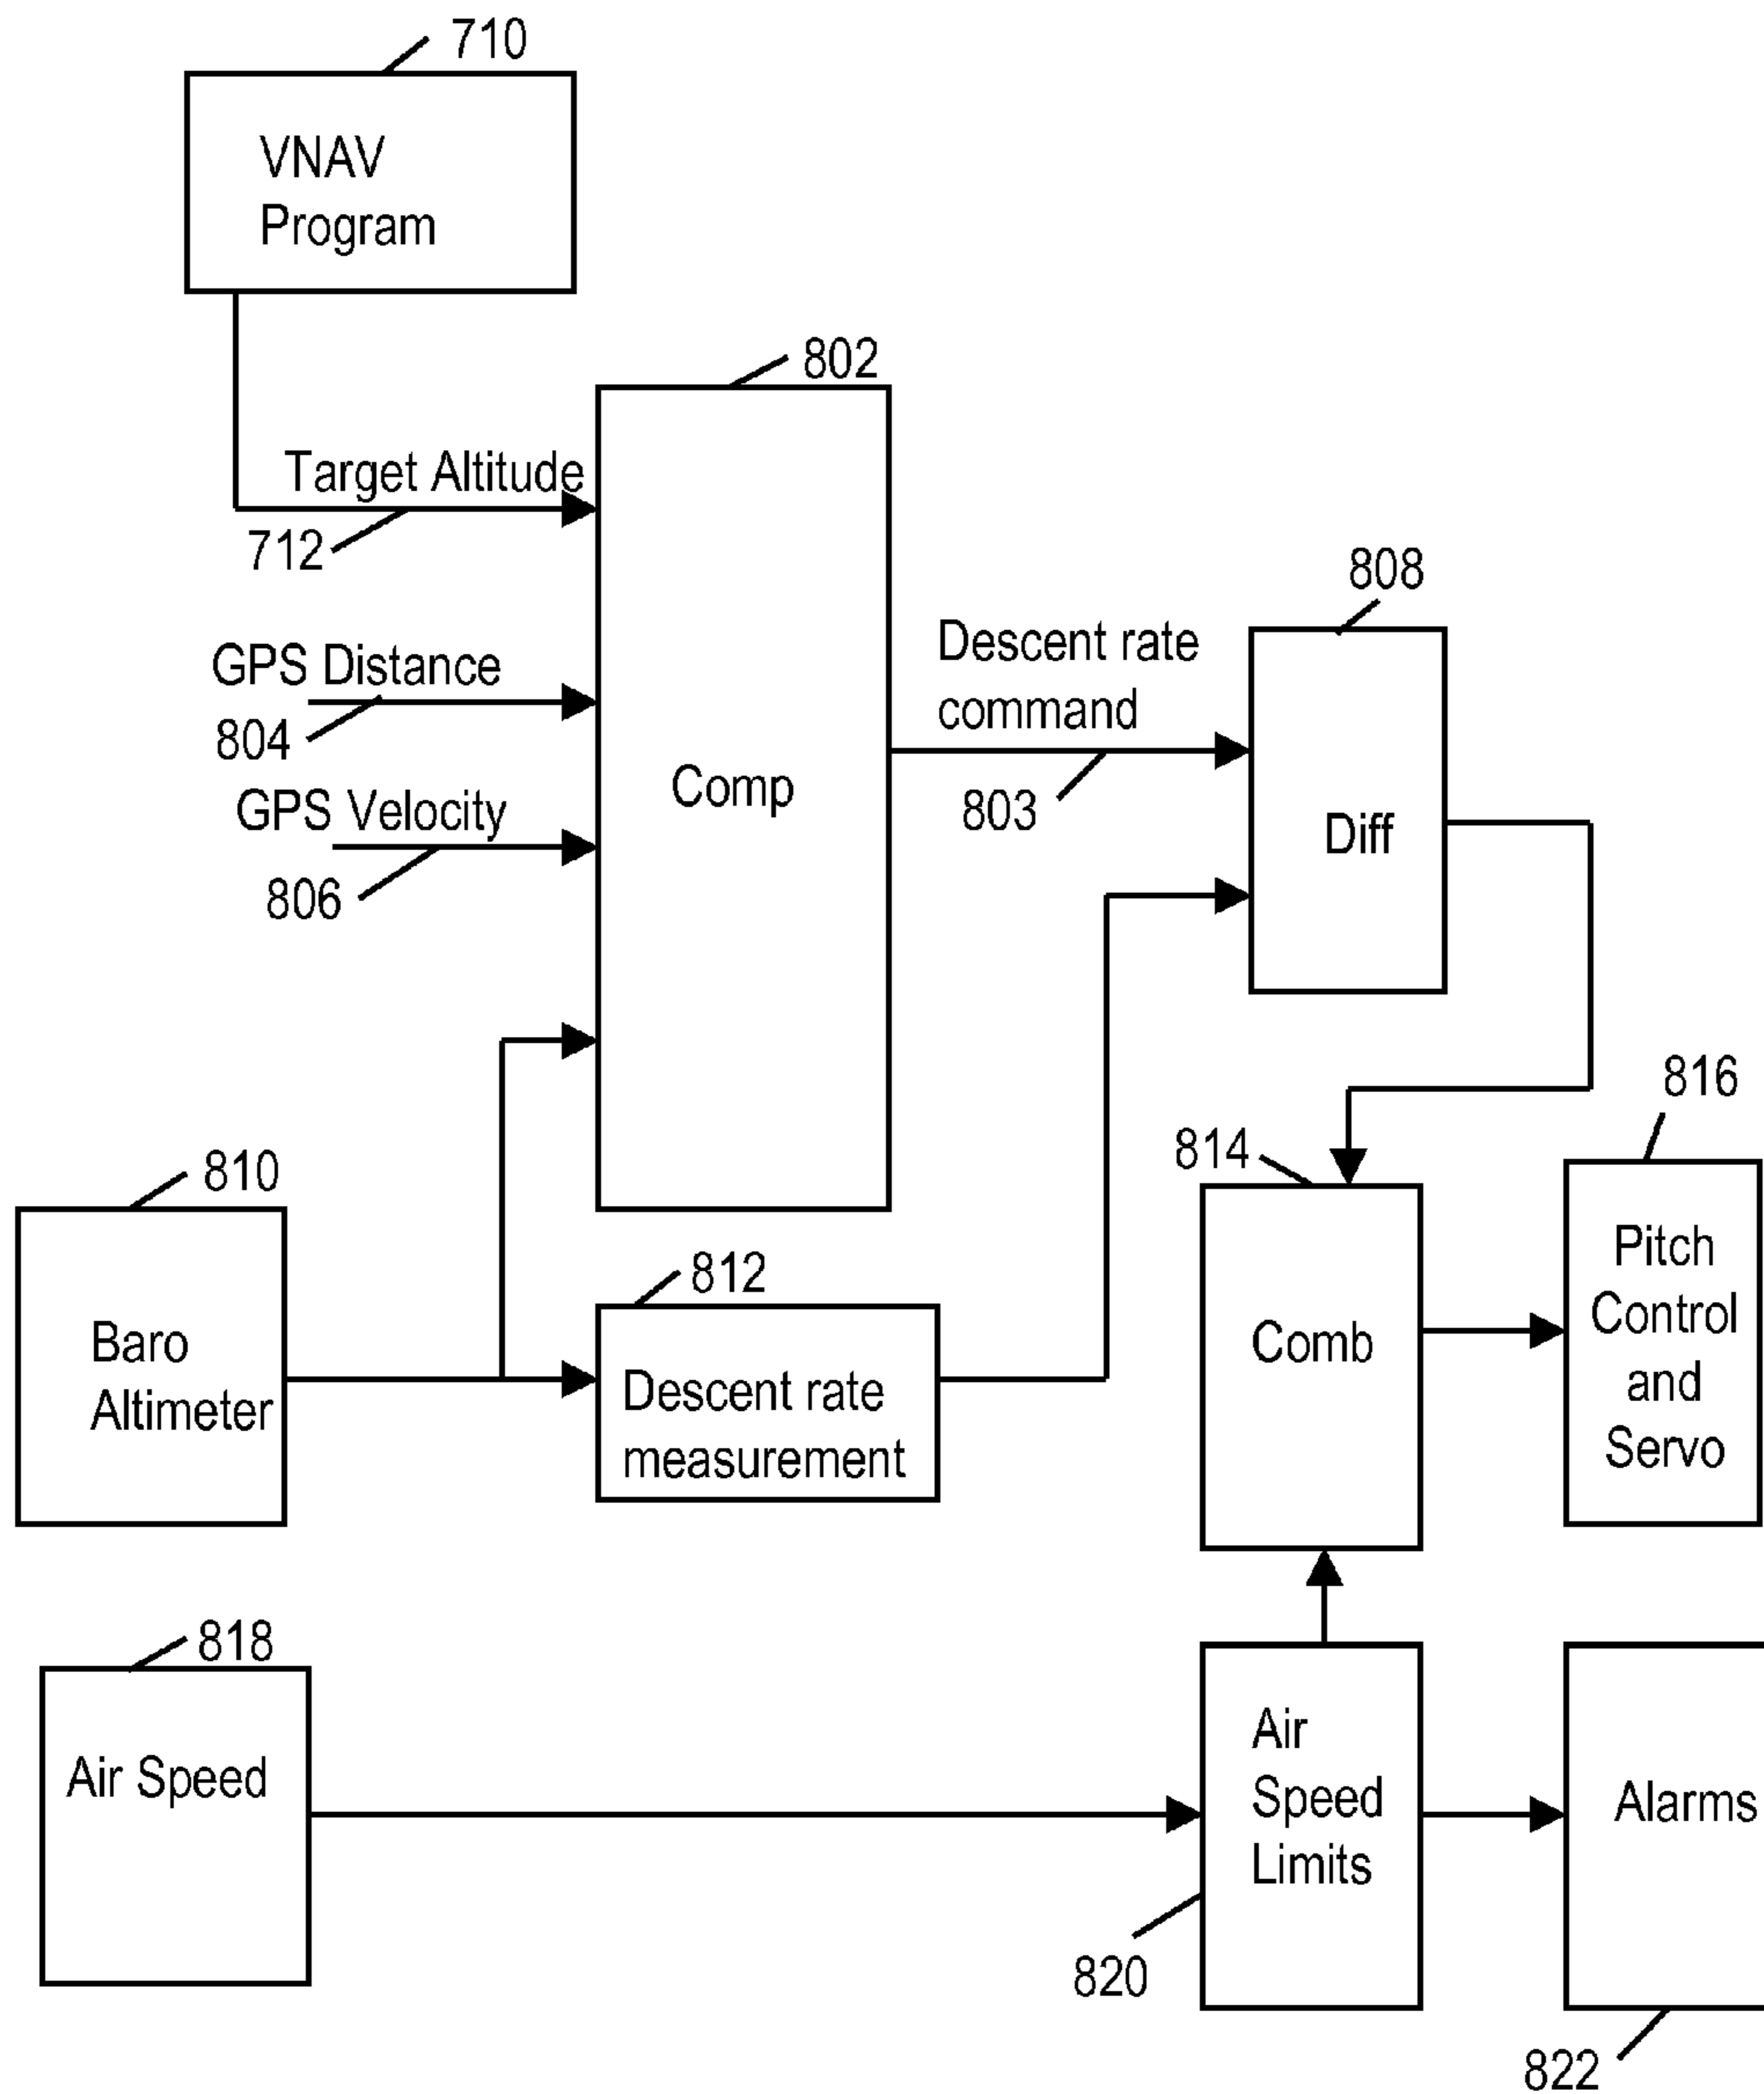 710
VNAV
Program
802
Target Altitude
712
808
GPS Distance
804
Descent rate
command
803
Comp
GPS Velocity
806
Diff
816
810
814
Pitch
Control
and
Servo
812
Baro
Altimeter
Descent rate
measurement
Comb
818
Air Speed
Air
Speed
Limits
Alarms
820
822